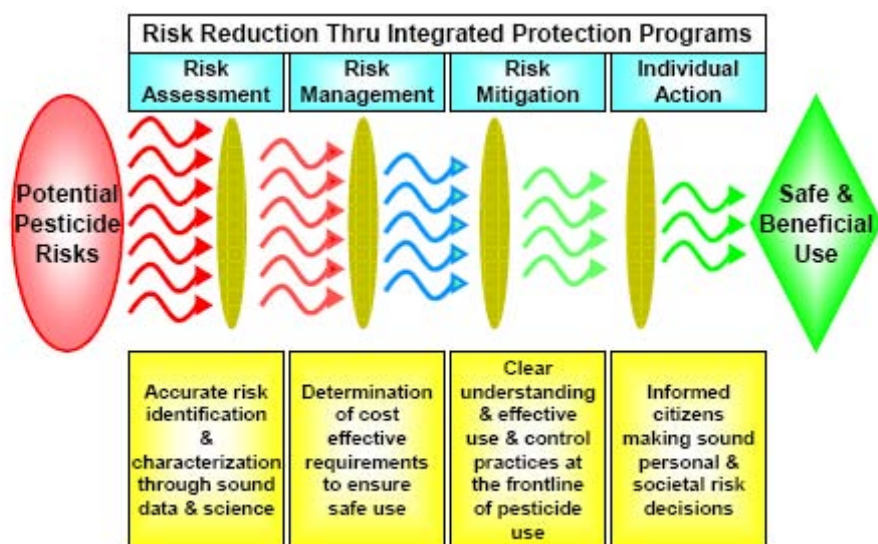 Risk Reduction Thru Integrated Protection Programs
Risk
Assessment
Risk
Management
Risk
Mitigation
Individual
Action
Potential
Pesticide
Risks
Safe &
Beneficial
Use
Accurate risk
identification
&
characterization
through sound
data & science
Determination
of cost
effective
requirements
to ensure
safe use
Clear
understanding
& effective
use & control
practices at
the frontline
of pesticide
use
Informed
citizens
making sound
personal &
societal risk
decisions